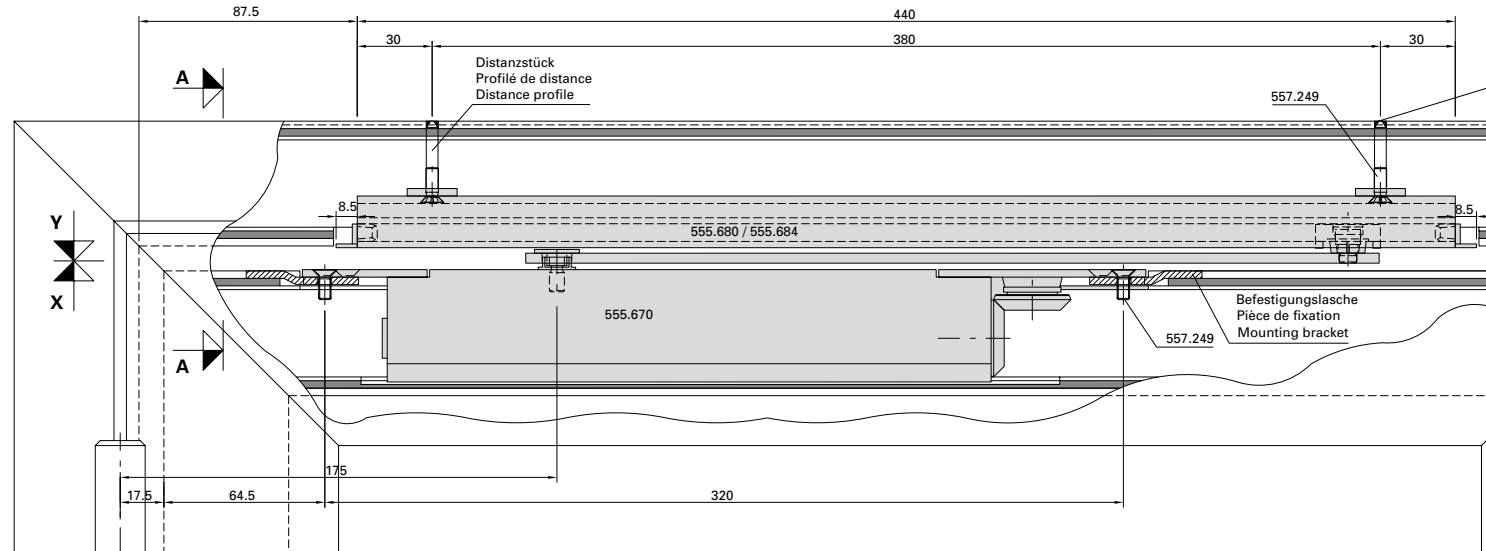 87.5
440
30
380
30
A
Distanzstück
Profilé de distance
Distance profile
557.249
Y
8.5
555.680 / 555.684
8.5
X
Befestigungslasche
Pièce de fixation
Mounting bracket
555.670
557.249
A
175
17.5
64.5
320